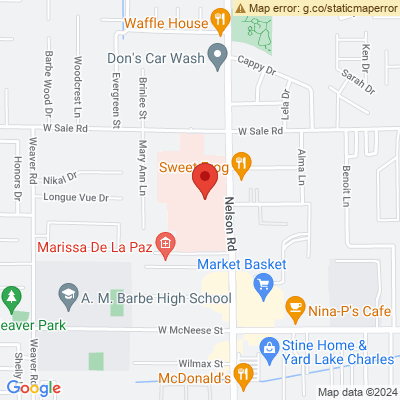 Map error: g.co/staticmaperror
Waffle House
Don's Car Wash
Cappy Dr
Ken Dr
Sarah Dr
Lela Dr
Barbe Wood Dr
Woodcrest Ln
Evergreen St
Brinlee St
W Sale Rd
W Sale Rd
Alma Ln
Benoit Ln
Weaver Rd
Honors Dr
Nikal Dr
Mary Ann Ln
Longue Vue Dr
Nelson Rd
Marissa De La Paz
Market Basket
A. M. Barbe High School
Nina-P's Cafe
eaver Park
W McNeese St
Weaver Rd
Shelly
Wilmax St
Stine Home &
Yard Lake Charles
McDonald's
Google
Map data ©2024